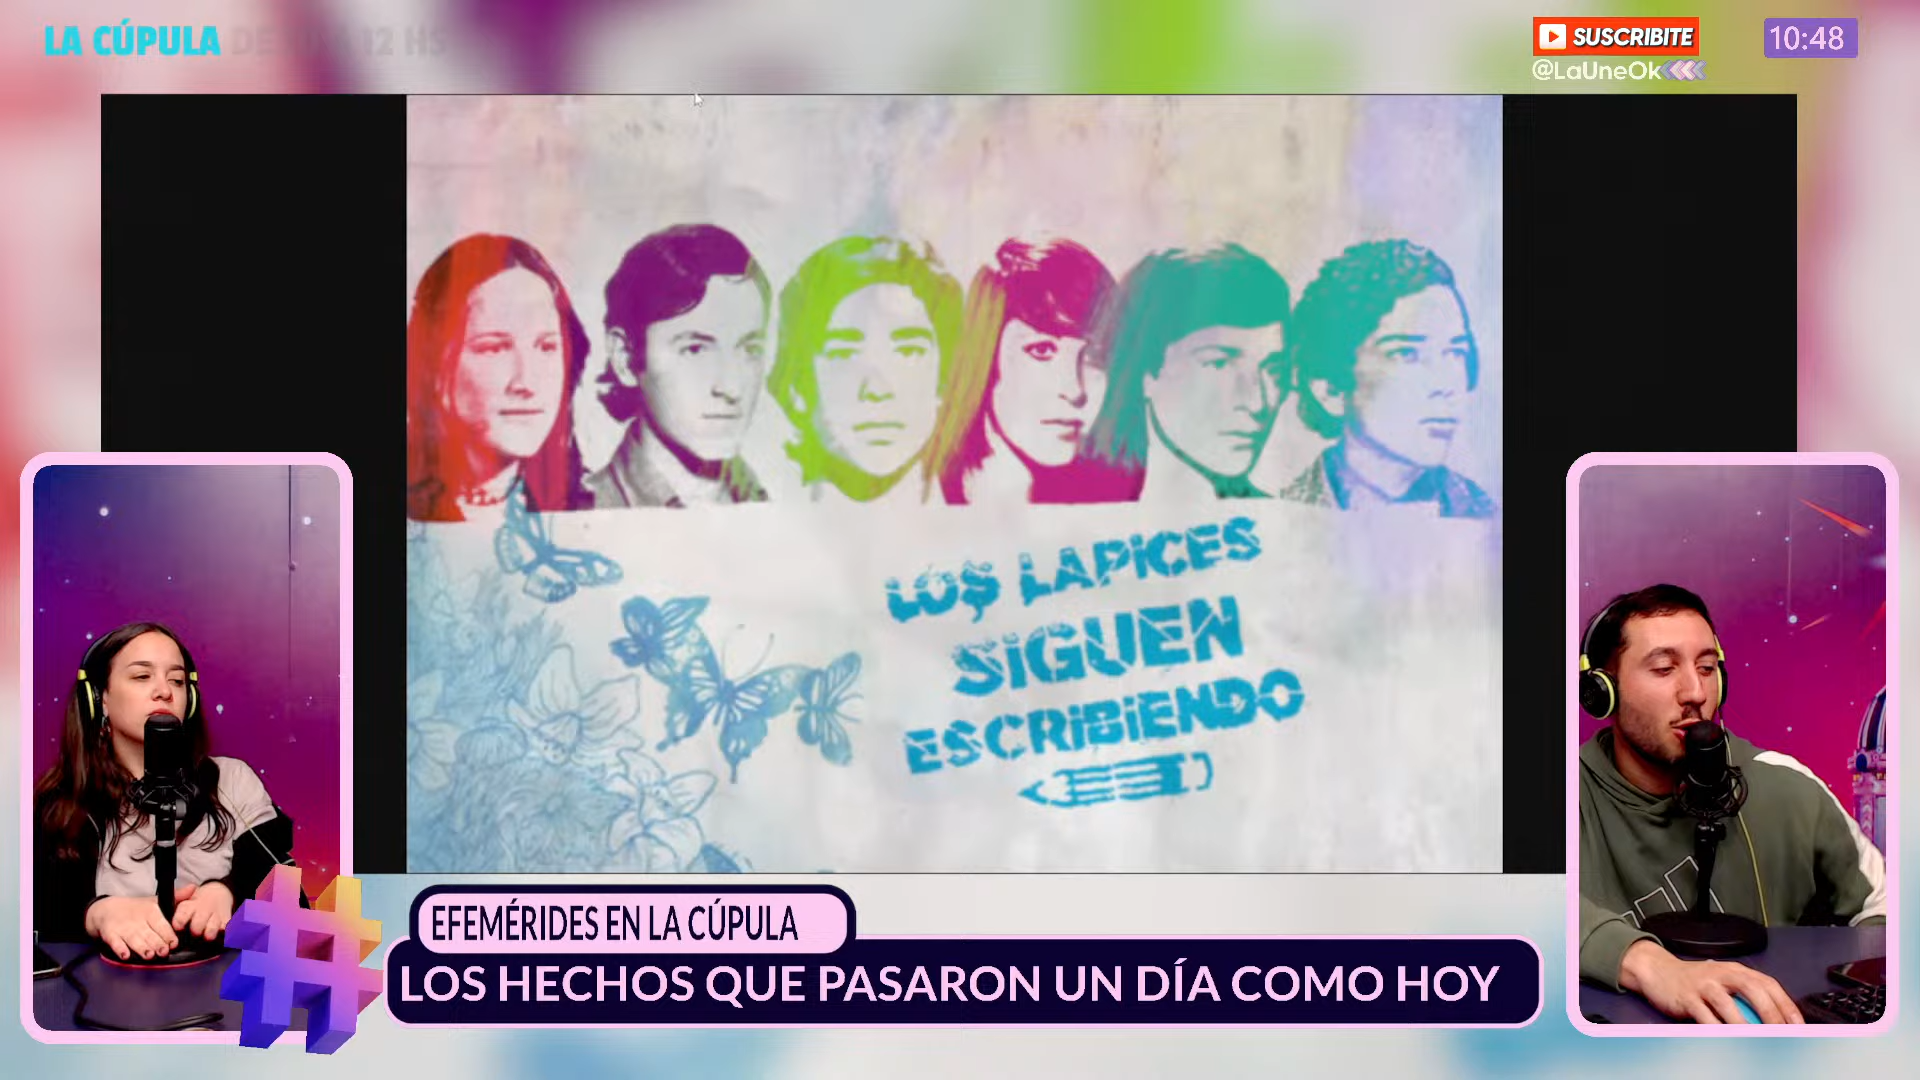 LA CÚPULA
SUSCRIBITE
@LaUneOk
10:48
LOS LAPICES
SIGUEN
ESCRIBIENDO
EFEMÉRIDES EN LA CÚPULA
LOS HECHOS QUE PASARON UN DÍA COMO HOY